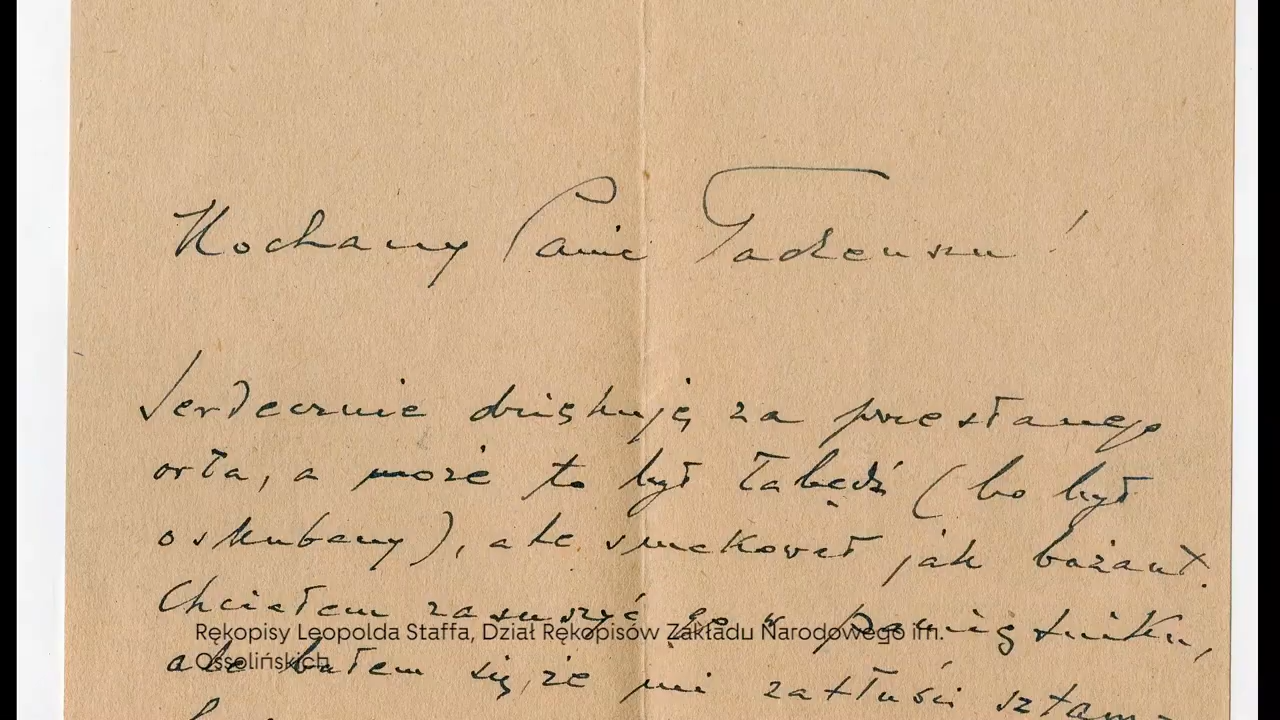 Kochany Panie Tadeuszu!
Serdecznie dziękuję za przesłanego
orła, a może to był łabędź (bo był
oskubany), ale smakował jak bażant.
Chciałem zasuszyć go w pamiętniku,
ale bałem się, że mi zatłuści sztam-
Rękopisy Leopolda Staffa, Dział Rękopisów Zakładu Narodowego im.
Ossolińskich